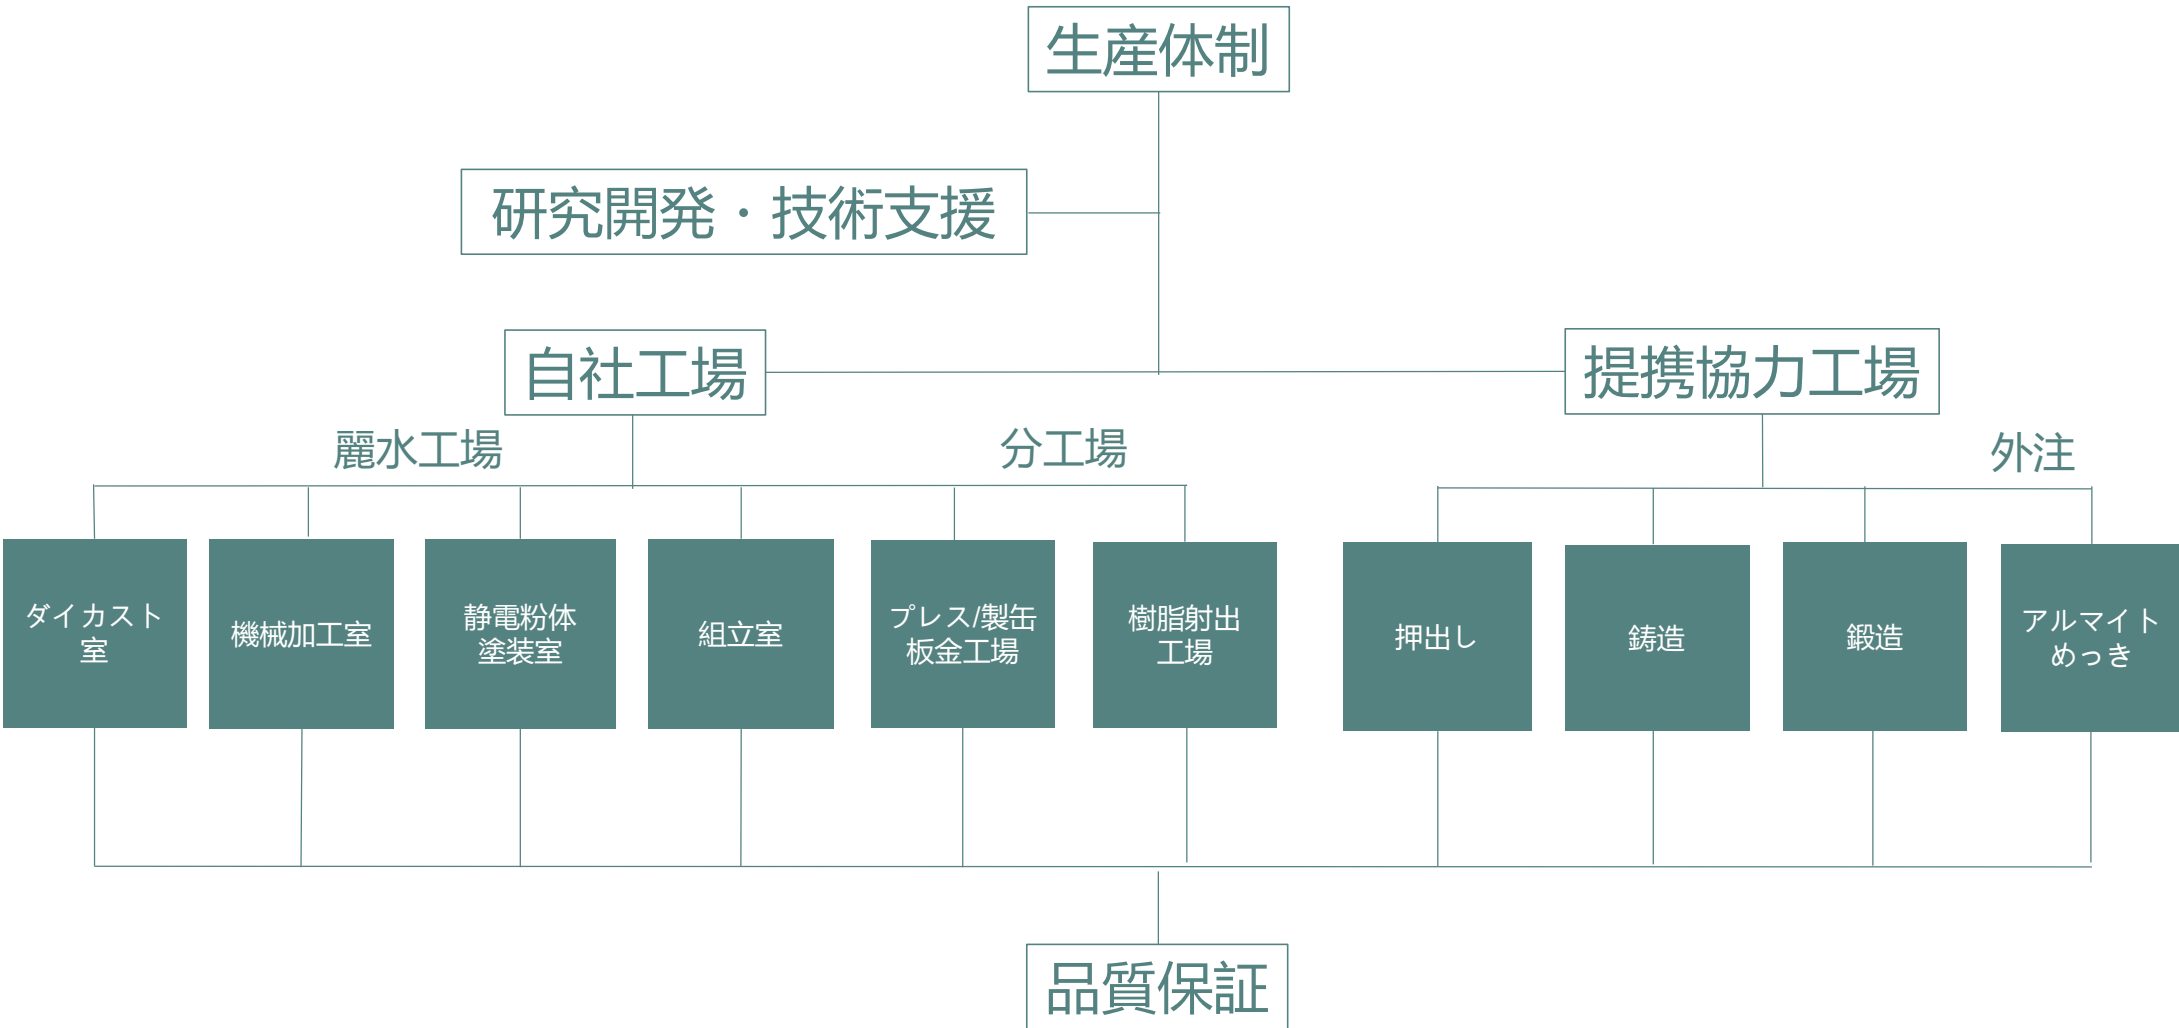 生産体制
研究開発・技術支援
自社工場
提携協力工場
麗水工場
分工場
外注
ダイカスト
室
機械加工室
静電粉体
塗装室
組立室
プレス/製缶
板金工場
樹脂射出
工場
押出し
鋳造
鍛造
アルマイト
めっき
品質保証